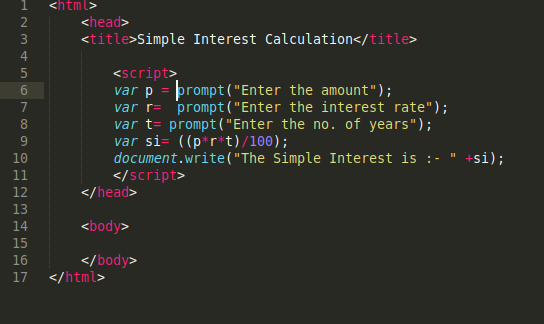 1 <html>
2 <head>
3 <title>Simple Interest Calculation</title>
4
5 <script>
6 var p = prompt("Enter the amount");
7 var r=  prompt("Enter the interest rate");
8 var t= prompt("Enter the no. of years");
9 var si= ((p*r*t)/100);
10 document.write("The Simple Interest is :- " +si);
11 </script>
12 </head>
13
14 <body>
15
16 </body>
17 </html>